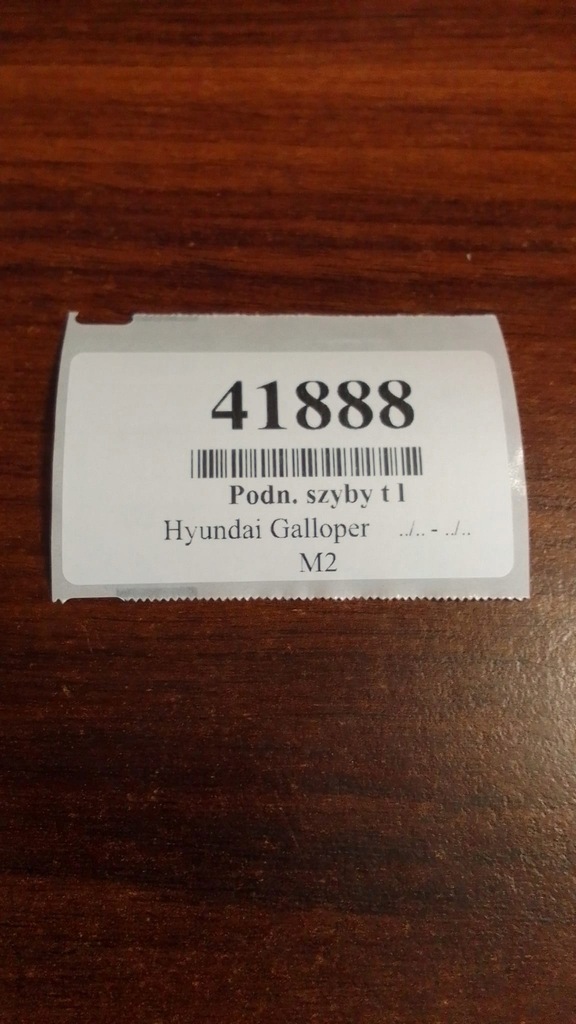 41888
Podn. szyby t l
Hyundai Galloper ../.. - ../..
M2